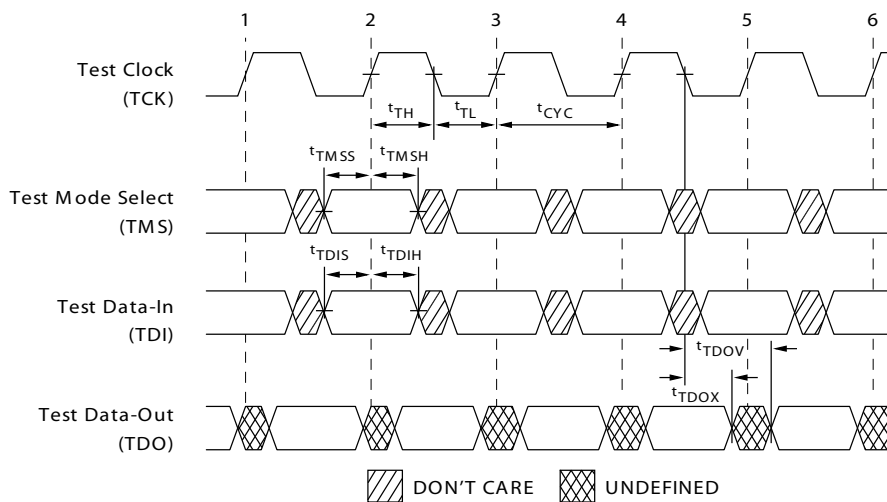 1 2 3 4 5 6
Test Clock
(TCK)
tTH tTL tCYC
tTMSS tTMSH
Test Mode Select
(TMS)
tTDIS tTDIH
Test Data-In
(TDI)
tTDOV
tTDOX
Test Data-Out
(TDO)
DON'T CARE UNDEFINED